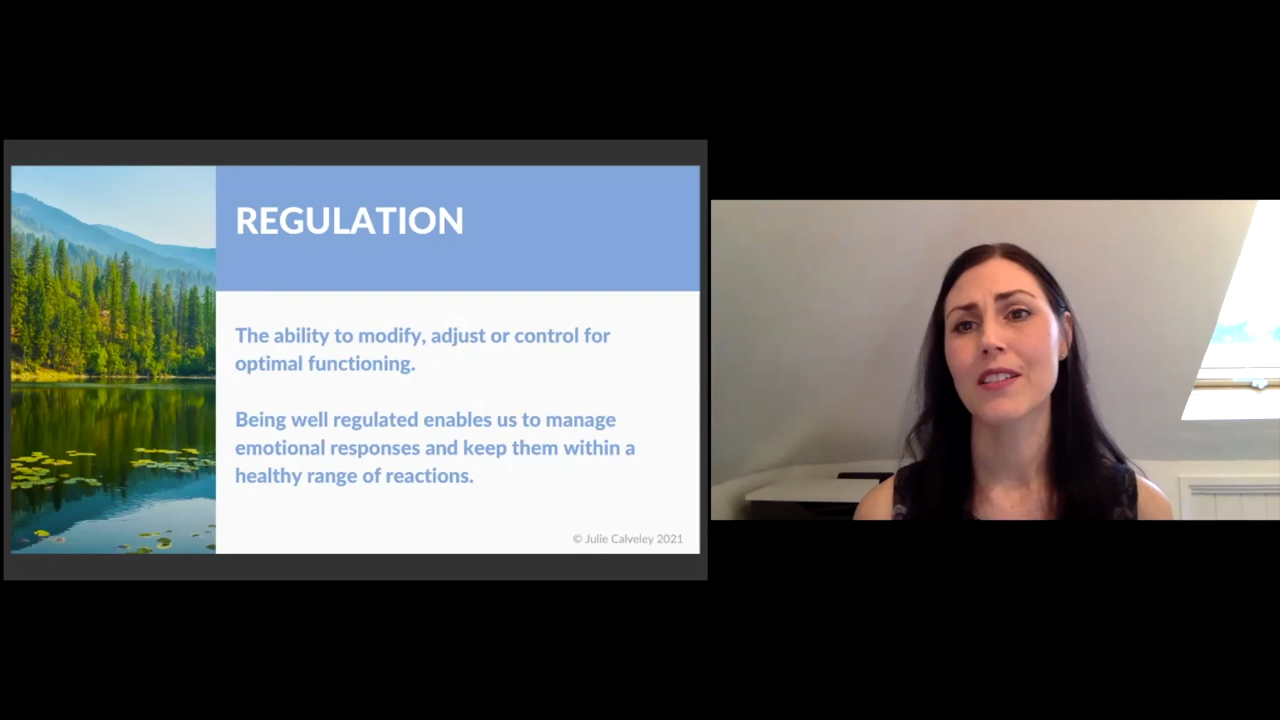 REGULATION
The ability to modify, adjust or control for
optimal functioning.
Being well regulated enables us to manage
emotional responses and keep them within a
healthy range of reactions.
© Julie Calveley 2021